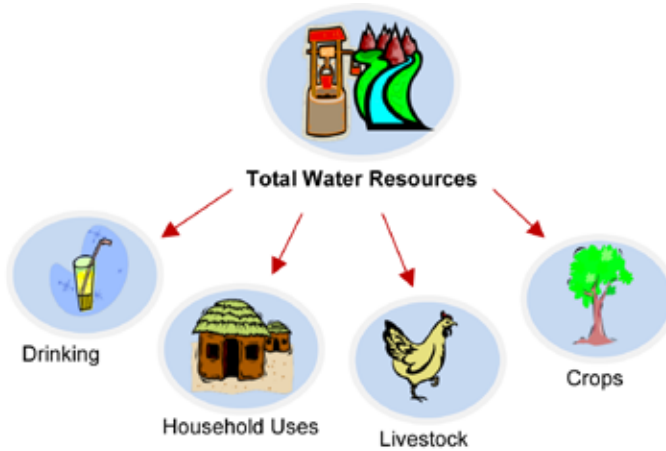 Total Water Resources
Drinking
Household Uses
Livestock
Crops